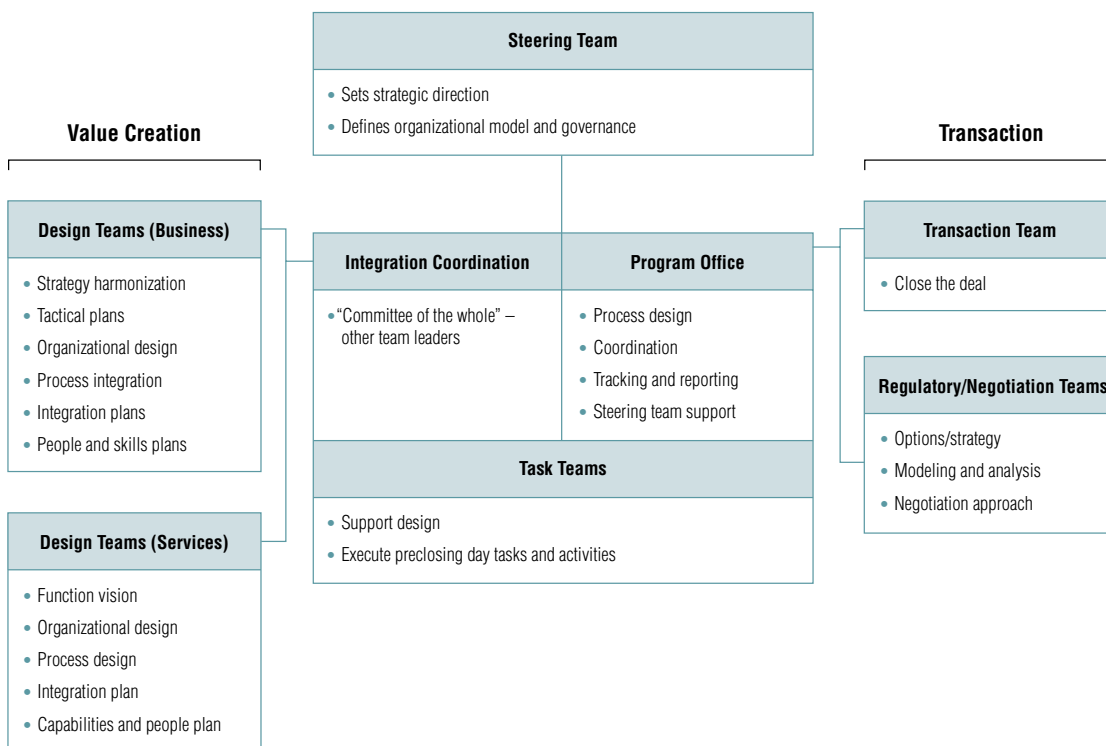 Steering Team
• Sets strategic direction
• Defines organizational model and governance
Value Creation
Design Teams (Business)
• Strategy harmonization
• Tactical plans
• Organizational design
• Process integration
• Integration plans
• People and skills plans
Design Teams (Services)
• Function vision
• Organizational design
• Process design
• Integration plan
• Capabilities and people plan
Integration Coordination
• “Committee of the whole” –
other team leaders
Program Office
• Process design
• Coordination
• Tracking and reporting
• Steering team support
Task Teams
• Support design
• Execute preclosing day tasks and activities
Transaction
Transaction Team
• Close the deal
Regulatory/Negotiation Teams
• Options/strategy
• Modeling and analysis
• Negotiation approach